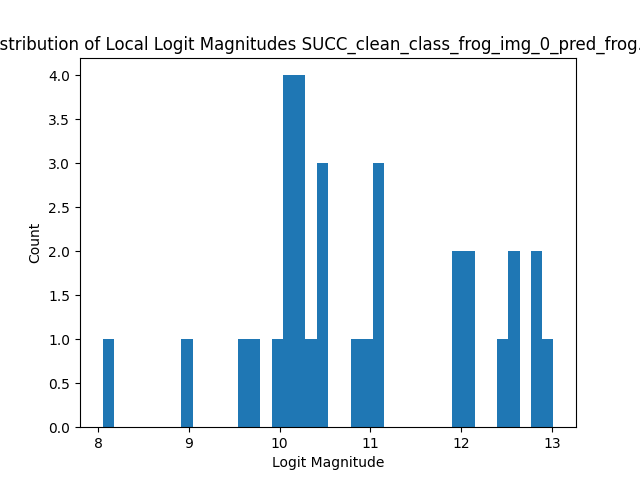 stribution of Local Logit Magnitudes SUCC_clean_class_frog_img_0_pred_frog.
4.0
3.5
3.0
2.5
2.0
1.5
1.0
0.5
0.0
Count
8 9 10 11 12 13
Logit Magnitude